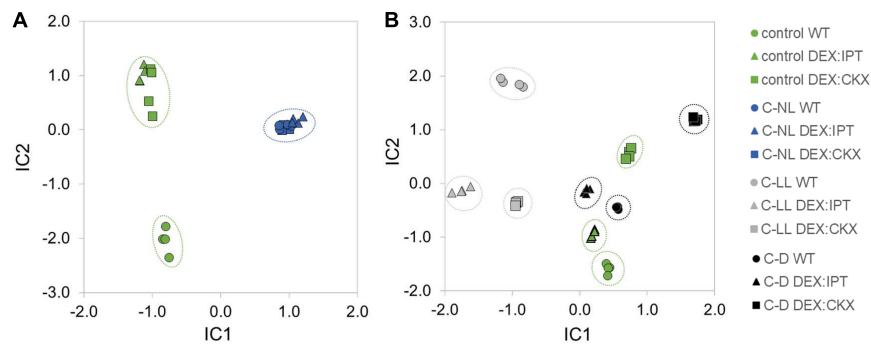 A
2.0
1.0
0.0
-1.0
-2.0
-3.0
IC2
-2.0 -1.0 0.0 1.0 2.0
IC1
B
3.0
2.0
1.0
0.0
-1.0
-2.0
IC2
-2.0 -1.0 0.0 1.0 2.0
IC1
control WT
control DEX:IPT
control DEX:CKX
C-NL WT
C-NL DEX:IPT
C-NL DEX:CKX
C-LL WT
C-LL DEX:IPT
C-LL DEX:CKX
C-D WT
C-D DEX:IPT
C-D DEX:CKX